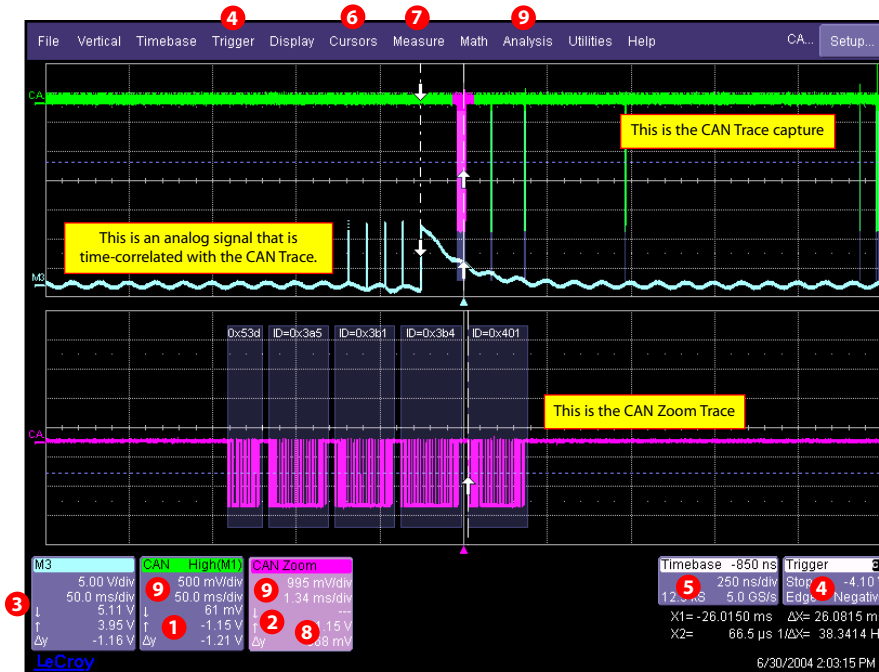 4 6 7 9
File Vertical Timebase Trigger Display Cursors Measure Math Analysis Utilities Help CA... Setup...
CA
This is the CAN Trace capture
This is an analog signal that is
time-correlated with the CAN Trace.
M3
0x53d ID=0x3a5 ID=0x3b1 ID=0x3b4 ID=0x401
This is the CAN Zoom Trace
CA
M3
5.00 V/div
50.0 ms/div
↓ 5.11 V
↑ 3.95 V
Δy -1.16 V
3
CAN High(M1)
9 500 mV/div
50.0 ms/div
↓ 61 mV
1 ↑ -1.15 V
Δy -1.21 V
CAN Zoom
9 995 mV/div
1.34 ms/div
↓ ---
2 ↑ 1.15 V
Δy 8 mV
Timebase -850 ns
5 250 ns/div
5.0 GS/s
Trigger
4 -4.10
Edge Negativ
X1= -26.0150 ms ΔX= 26.0815 m
X2= 66.5 µs 1/ΔX= 38.3414 H
LeCroy
6/30/2004 2:03:15 PM